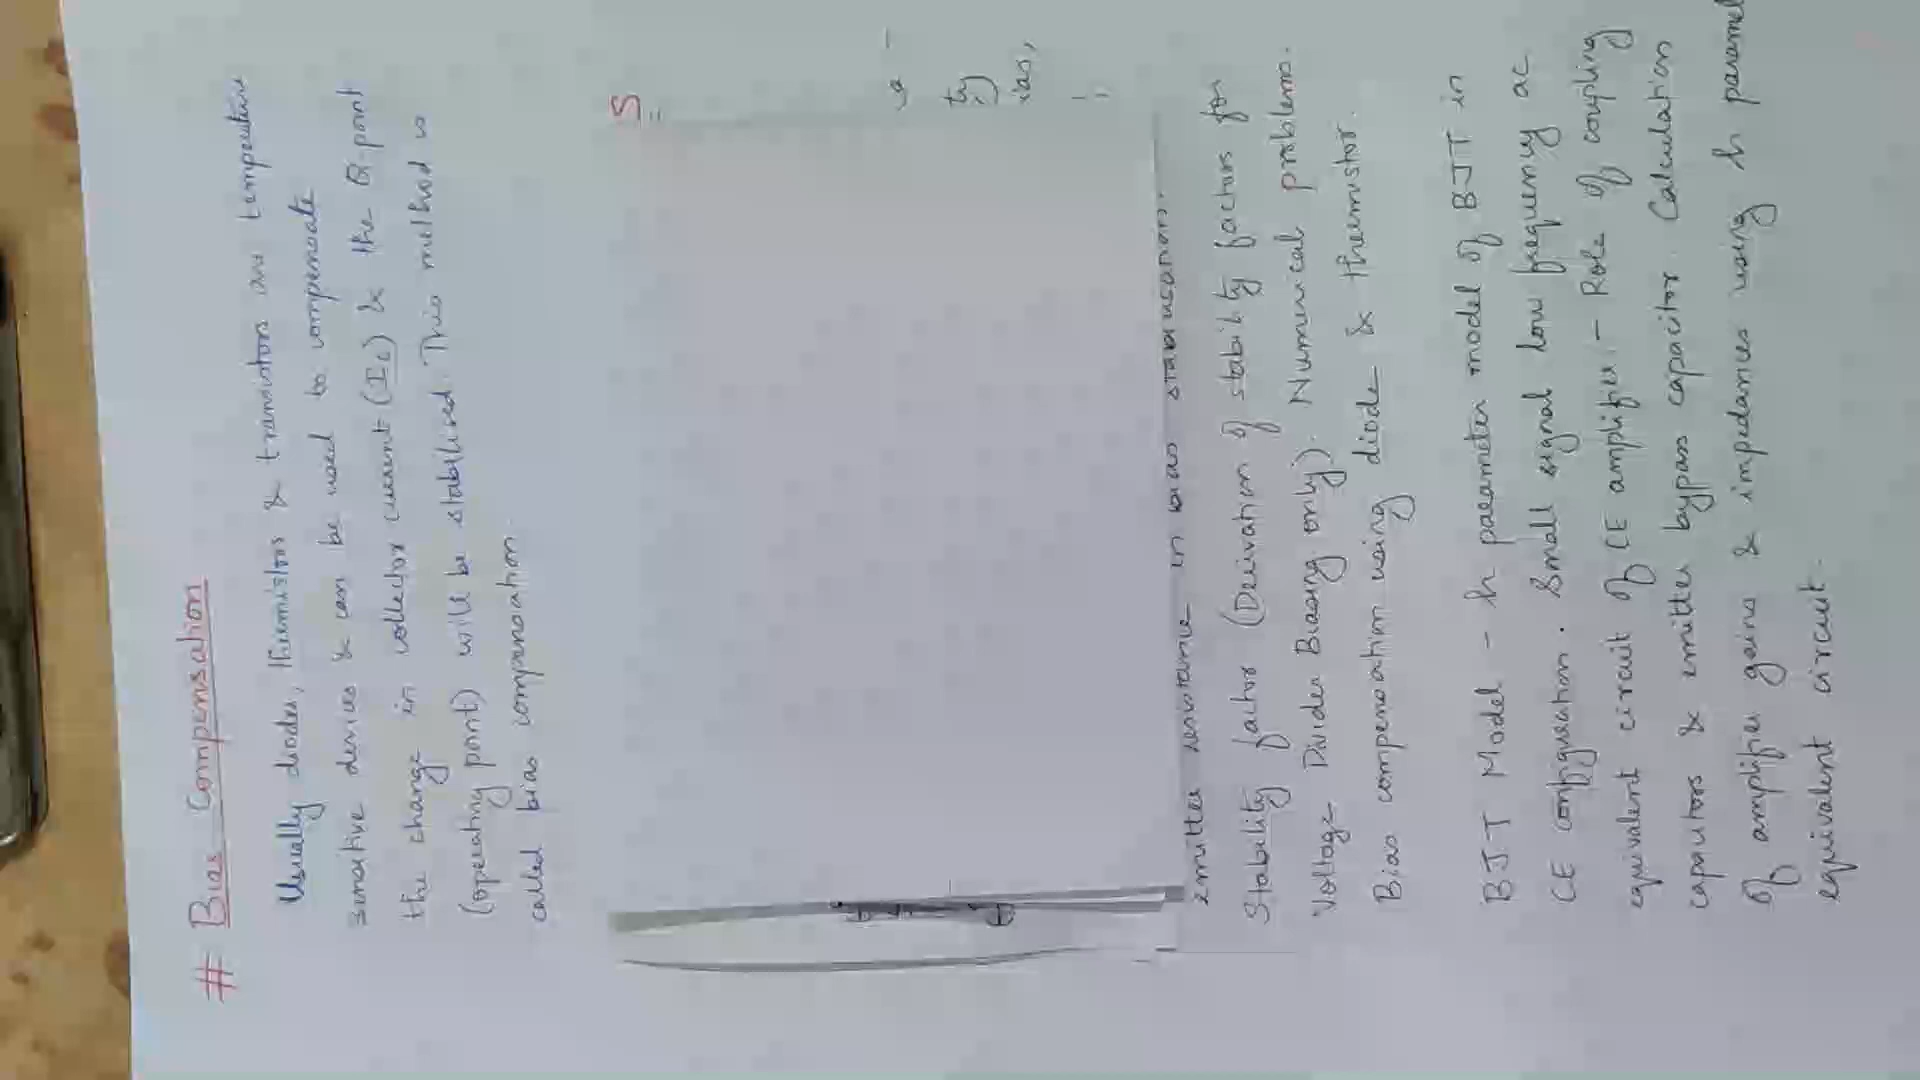 # Bias Compensation
Usually diodes, thermistors & transistors are temperature
sensitive devices & can be used to compensate
the change in collector current (Ic) & the Q-point
(operating point) will be stabilised. This method is
called bias compensation.
S
ty
ias,
emitter resistance in bias stabilisation.
Stability factor (Derivation of stability factors for
Voltage Divider Biasing only). Numerical problems.
Bias compensation using diode & thermistor.
BJT Model - h parameter model of BJT in
CE configuration. Small signal low frequency ac
equivalent circuit of CE amplifier - Role of coupling
capacitors & emitter bypass capacitor. Calculation
of amplifier gains & impedances using h paramet
equivalent circuit.